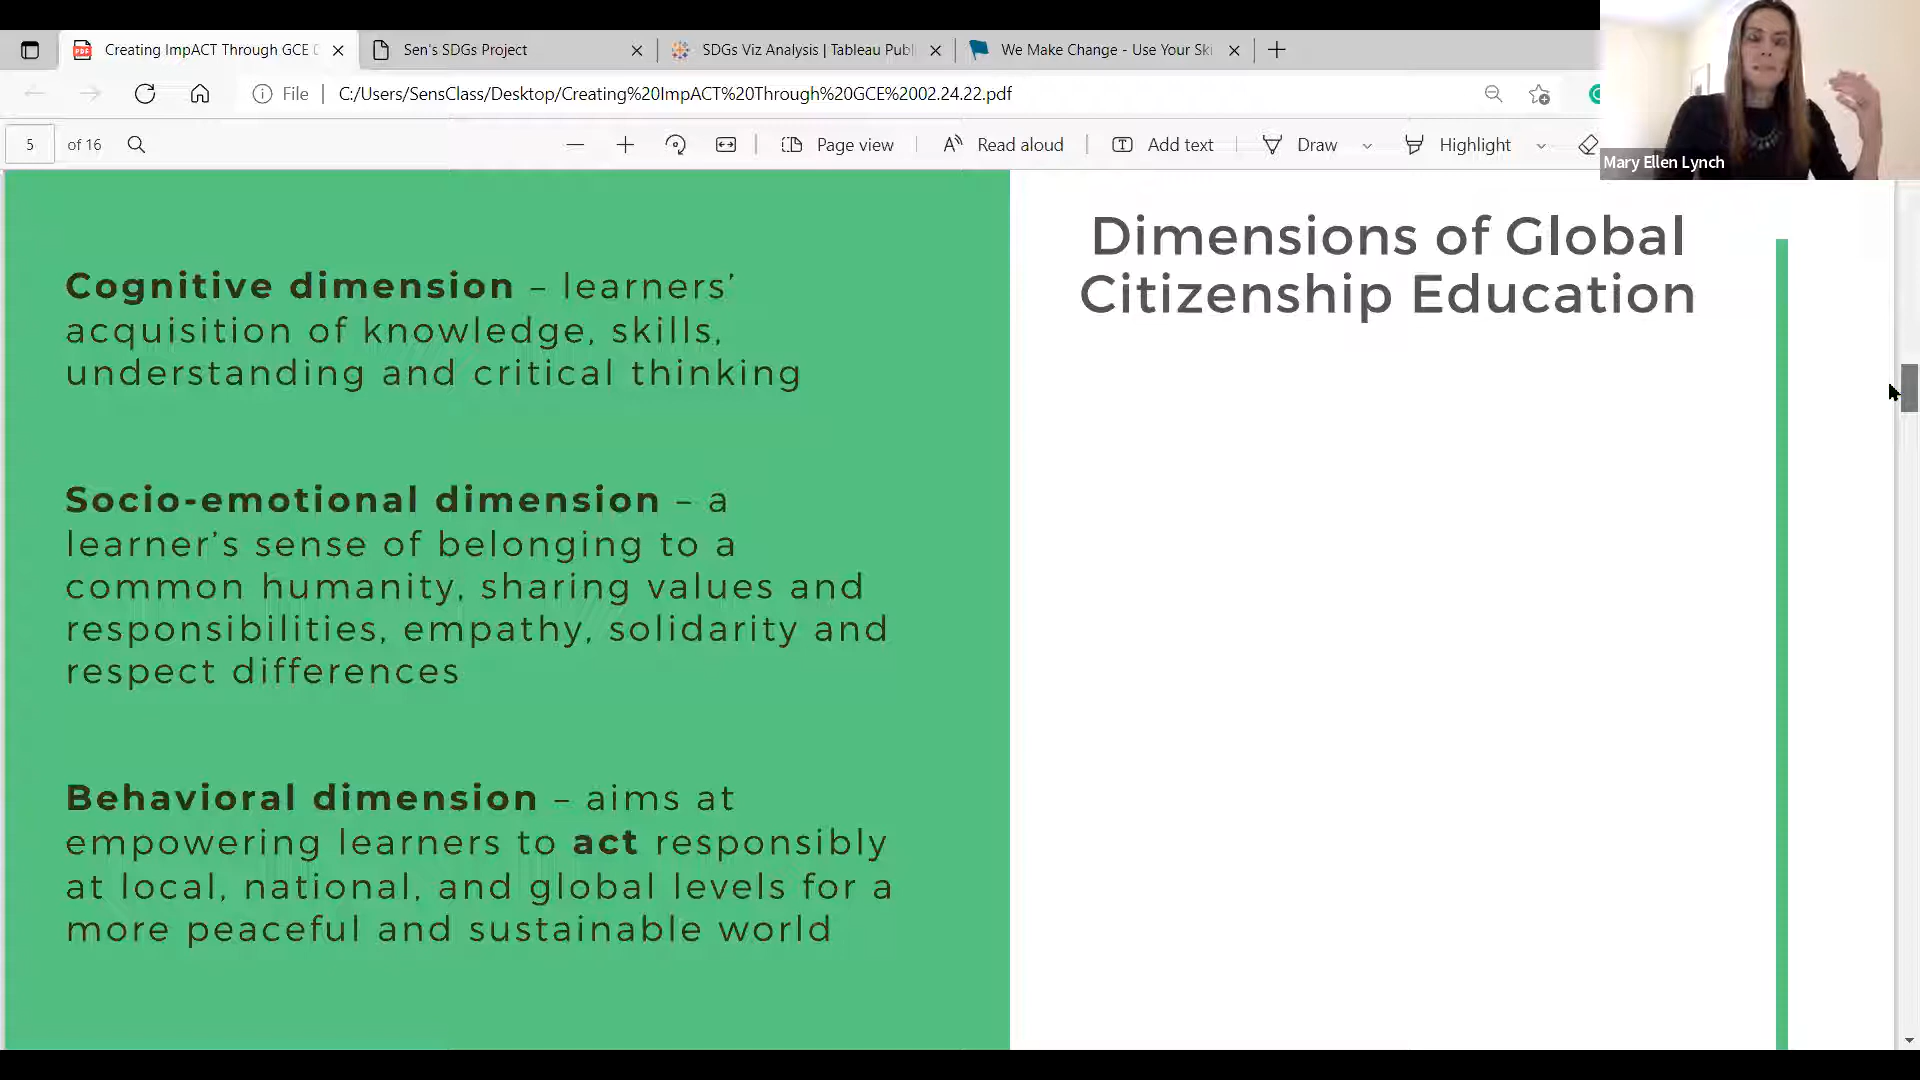 Creating ImpACT Through GCE
Sen's SDGs Project
SDGs Viz Analysis | Tableau Publ
We Make Change - Use Your Ski
File
C:/Users/SensClass/Desktop/Creating%20ImpACT%20Through%20GCE%2002.24.22.pdf
5 of 16
Page view
Read aloud
Add text
Draw
Highlight
Mary Ellen Lynch
Cognitive dimension – learners’
acquisition of knowledge, skills,
understanding and critical thinking
Socio-emotional dimension – a
learner’s sense of belonging to a
common humanity, sharing values and
responsibilities, empathy, solidarity and
respect differences
Behavioral dimension – aims at
empowering learners to act responsibly
at local, national, and global levels for a
more peaceful and sustainable world
Dimensions of Global
Citizenship Education